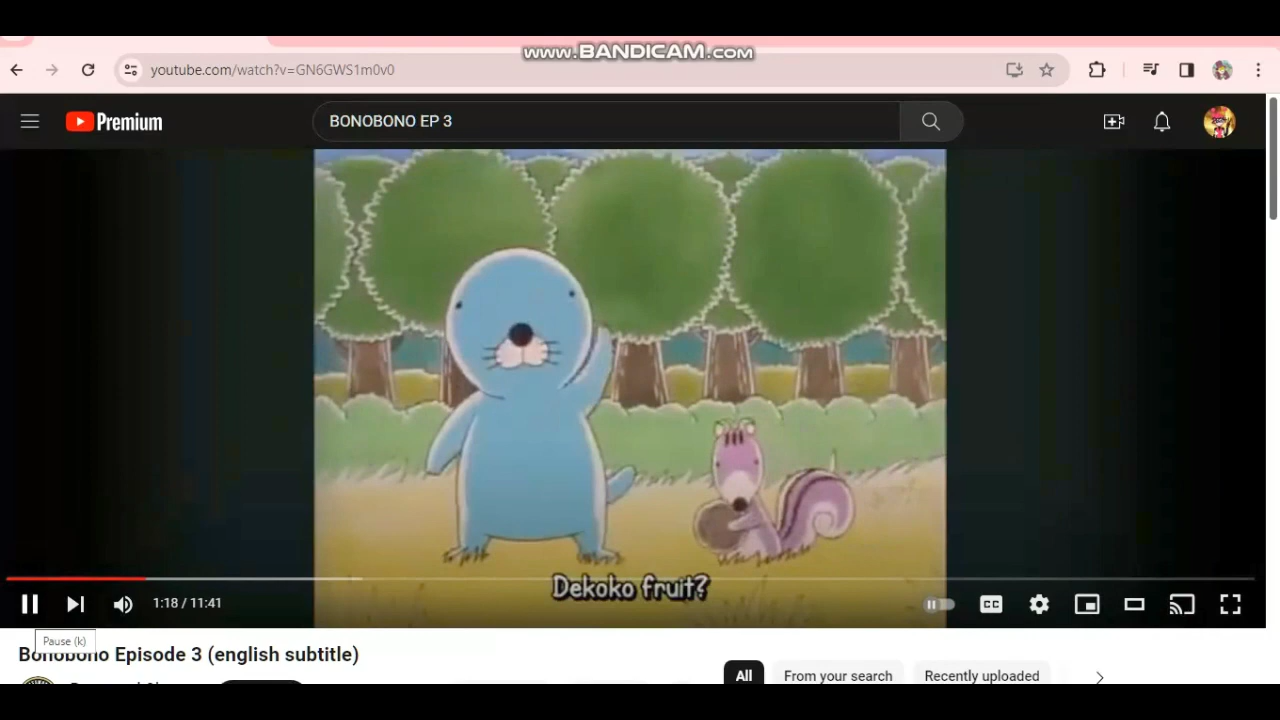 www.BANDICAM.com
youtube.com/watch?v=GN6GWS1m0v0
Premium
BONOBONO EP 3
Dekoko fruit?
1:18 / 11:41
CC
Pause (k)
Bonobono Episode 3 (english subtitle)
All
From your search
Recently uploaded